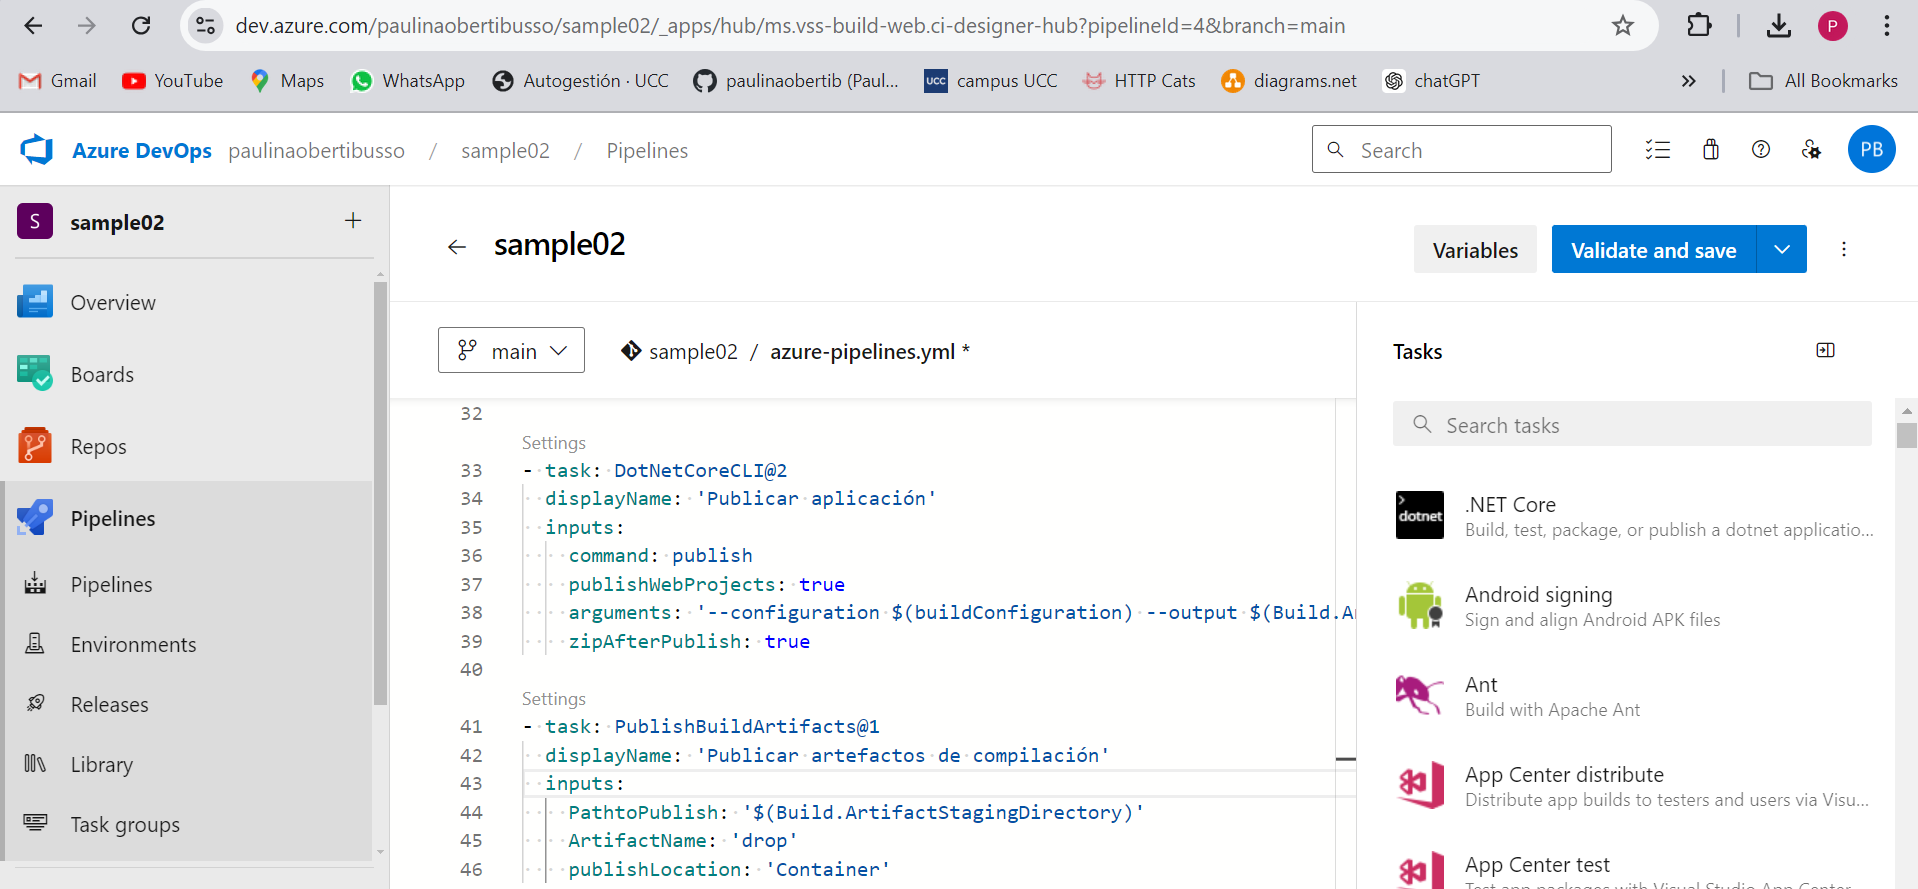 dev.azure.com/paulinaobertibusso/sample02/_apps/hub/ms.vss-build-web.ci-designer-hub?pipelineId=4&branch=main
P
Gmail YouTube Maps WhatsApp Autogestión · UCC paulinaobertib (Paul... UCC campus UCC HTTP Cats diagrams.net chatGPT » All Bookmarks
Azure DevOps paulinaobertibusso / sample02 / Pipelines Search PB
S sample02 +
Overview
Boards
Repos
Pipelines
Pipelines
Environments
Releases
Library
Task groups
sample02
Variables Validate and save
main sample02 / azure-pipelines.yml *
32
Settings
33 - task: DotNetCoreCLI@2
34 displayName: 'Publicar aplicación'
35 inputs:
36 command: publish
37 publishWebProjects: true
38 arguments: '--configuration $(buildConfiguration) --output $(Build.A
39 zipAfterPublish: true
40
Settings
41 - task: PublishBuildArtifacts@1
42 displayName: 'Publicar artefactos de compilación'
43 inputs:
44 PathtoPublish: '$(Build.ArtifactStagingDirectory)'
45 ArtifactName: 'drop'
46 publishLocation: 'Container'
Tasks
Search tasks
dotnet
.NET Core
Build, test, package, or publish a dotnet applicatio...
Android signing
Sign and align Android APK files
Ant
Build with Apache Ant
App Center distribute
Distribute app builds to testers and users via Visu...
App Center test
Test app packages with Visual Studio App Center